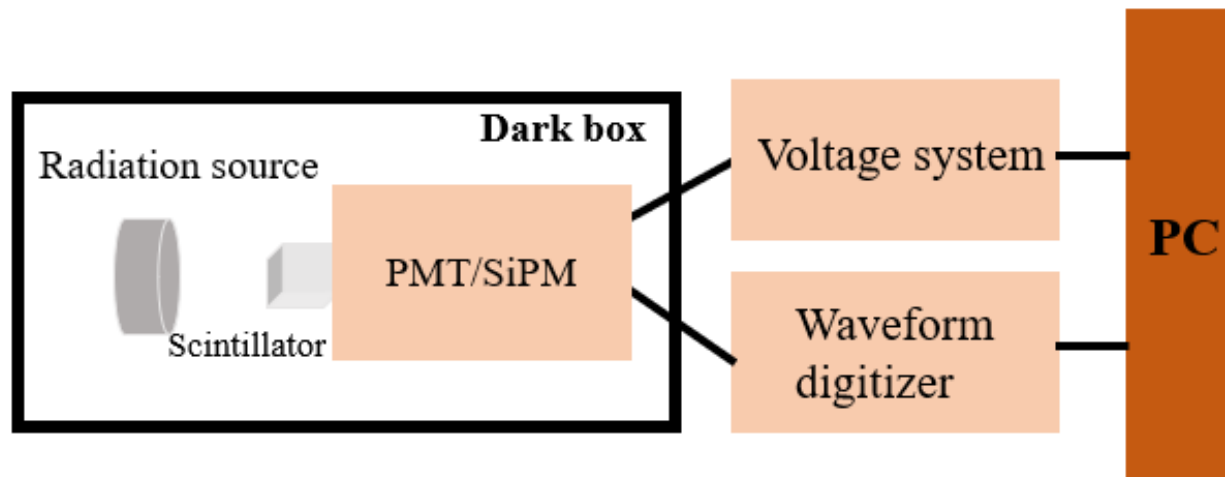 Dark box
Radiation source
Scintillator
PMT/SiPM
Voltage system
Waveform
digitizer
PC